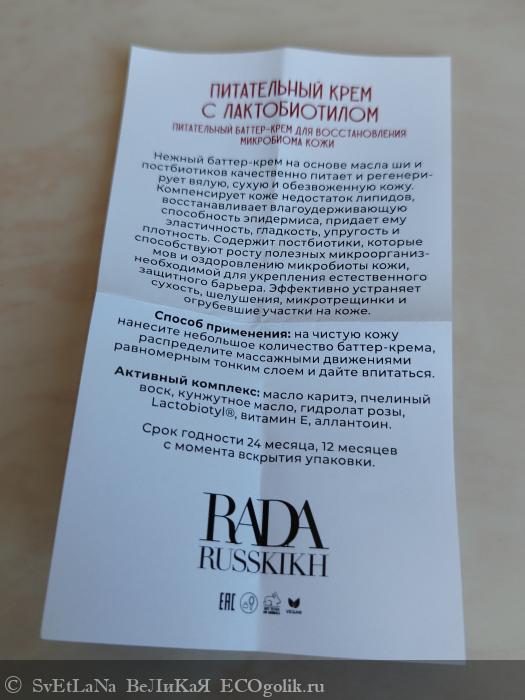 ПИТАТЕЛЬНЫЙ КРЕМ
С ЛАКТОБИОТИЛОМ
ПИТАТЕЛЬНЫЙ БАТТЕР-КРЕМ ДЛЯ ВОССТАНОВЛЕНИЯ
МИКРОБИОМА КОЖИ
Нежный баттер-крем на основе масла ши и
постбиотиков качественно питает и регенери-
рует вялую, сухую и обезвоженную кожу.
Компенсирует коже недостаток липидов,
восстанавливает влагоудерживающую
способность эпидермиса, придает ему
эластичность, гладкость, упругость и
плотность. Содержит постбиотики, которые
способствуют росту полезных микроорганиз-
мов и оздоровлению микробиоты кожи,
необходимой для укрепления естественного
защитного барьера. Эффективно устраняет
сухость, шелушения, микротрещинки и
огрубевшие участки на коже.
Способ применения: на чистую кожу
нанесите небольшое количество баттер-крема,
распределите массажными движениями
равномерным тонким слоем и дайте впитаться.
Активный комплекс: масло каритэ, пчелиный
воск, кунжутное масло, гидролат розы,
Lactobiotyl®, витамин Е, аллантоин.
Срок годности 24 месяца, 12 месяцев
с момента вскрытия упаковки.
RADA
RUSSKIKH
EAC
VEGAN
© SvEtLaNa ВеЛИКаЯ ECOgolik.ru